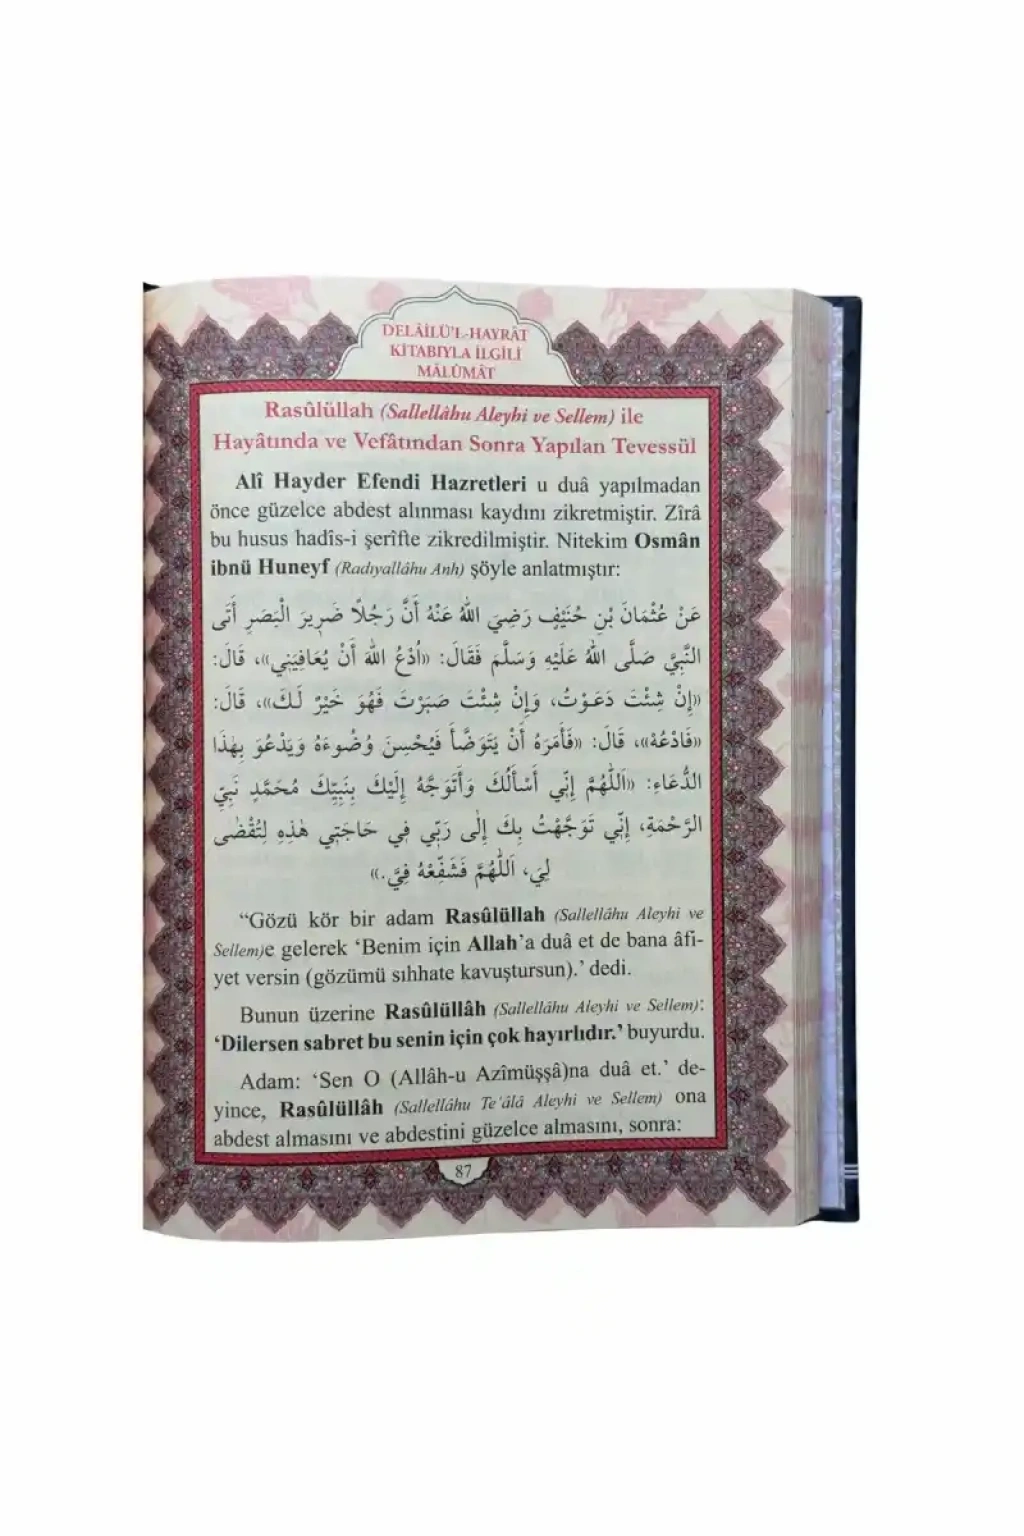 DELÂİLÜ'L-HAYRÂT
KİTABIYLA İLGİLİ
MÂLÛMÂT
Rasûlüllah (Sallellâhu Aleyhi ve Sellem) ile
Hayâtında ve Vefâtından Sonra Yapılan Tevessül
Alî Hayder Efendi Hazretleri u duâ yapılmadan
önce güzelce abdest alınması kaydını zikretmiştir. Zîrâ
bu husus hadîs-i şerîfte zikredilmiştir. Nitekim Osmân
ibnü Huneyf (Radıyallâhu Anh) şöyle anlatmıştır:
عَنْ عُثْمَانَ بْنِ حُنَيْفٍ رَضِيَ اللهُ عَنْهُ أَنَّ رَجُلًا ضَرِيرَ الْبَصَرِ أَتَى
النَّبِيَّ صَلَّى اللهُ عَلَيْهِ وَسَلَّمَ فَقَالَ: «اُدْعُ اللهَ أَنْ يُعَافِيَنِي»، قَالَ:
«إِنْ شِئْتَ دَعَوْتُ، وَإِنْ شِئْتَ صَبَرْتَ فَهُوَ خَيْرٌ لَكَ»، قَالَ:
«فَادْعُهْ»، قَالَ: «فَأَمَرَهُ أَنْ يَتَوَضَّأَ فَيُحْسِنَ وُضُوءَهُ وَيَدْعُوَ بِهٰذَا
الدُّعَاءِ: «اَللّٰهُمَّ إِنِّي أَسْأَلُكَ وَأَتَوَجَّهُ إِلَيْكَ بِنَبِيِّكَ مُحَمَّدٍ نَبِيِّ
الرَّحْمَةِ، إِنِّي تَوَجَّهْتُ بِكَ إِلَى رَبِّي فِي حَاجَتِي هٰذِهِ لِتُقْضٰى
لِيَ، اَللّٰهُمَّ فَشَفِّعْهُ فِيَّ.»
“Gözü kör bir adam Rasûlüllah (Sallellâhu Aleyhi ve
Sellem)e gelerek ‘Benim için Allah’a duâ et de bana âfi-
yet versin (gözümü sıhhate kavuştursun).’ dedi.
Bunun üzerine Rasûlüllâh (Sallellâhu Aleyhi ve Sellem):
‘Dilersen sabret bu senin için çok hayırlıdır.’ buyurdu.
Adam: ‘Sen O (Allâh-u Azîmüşşâ)na duâ et.’ de-
yince, Rasûlüllâh (Sallellâhu Te'âlâ Aleyhi ve Sellem) ona
abdest almasını ve abdestini güzelce almasını, sonra:
87